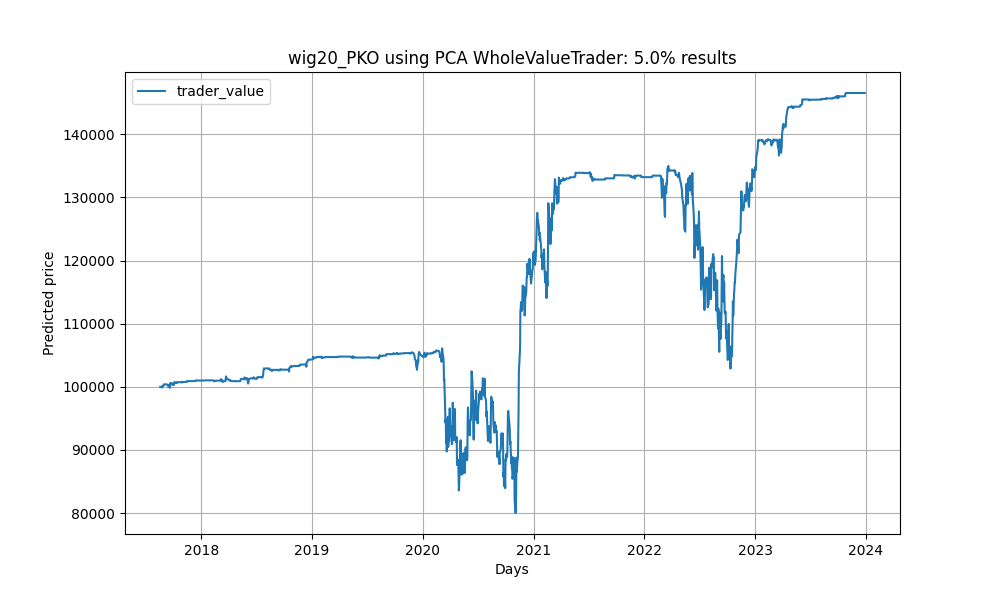 wig20_PKO using PCA WholeValueTrader: 5.0% results
trader_value
Predicted price
140000
130000
120000
110000
100000
90000
80000
2018 2019 2020 2021 2022 2023 2024
Days